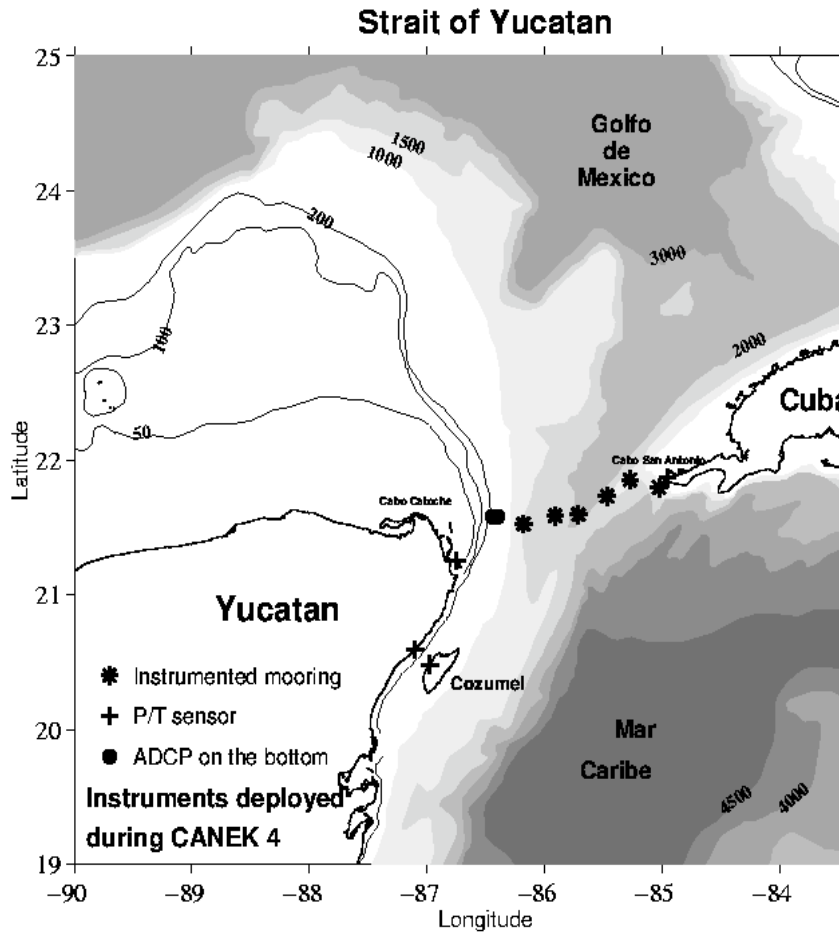 Strait of Yucatan
25
24
23
22
21
20
19
Latitude
1500
1000
Golfo
de
Mexico
200
3000
100
2000
Cuba
50
Cabo San Antonio
Cabo Catoche
Yucatan
Instrumented mooring
Cozumel
P/T sensor
Mar
Caribe
ADCP on the bottom
Instruments deployed
during CANEK 4
4500
4000
−90
−89
−88
−87
−86
−85
−84
Longitude